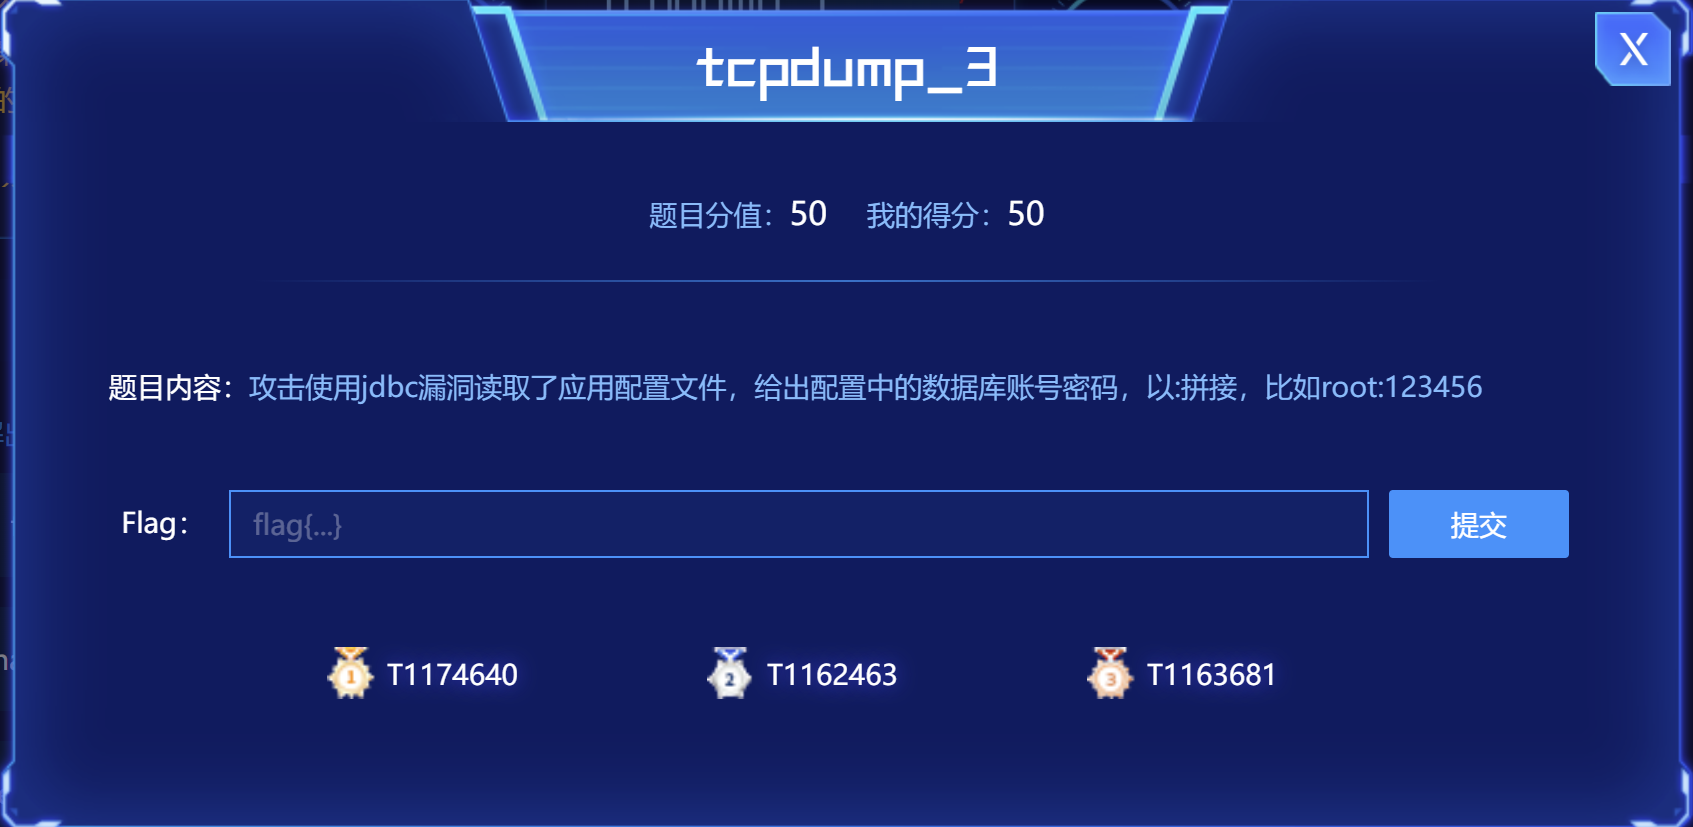 tcpdump_3
X
题目分值：50 我的得分：50
题目内容：攻击使用jdbc漏洞读取了应用配置文件，给出配置中的数据库账号密码，以:拼接，比如root:123456
Flag： flag{...} 提交
1 T1174640 2 T1162463 3 T1163681